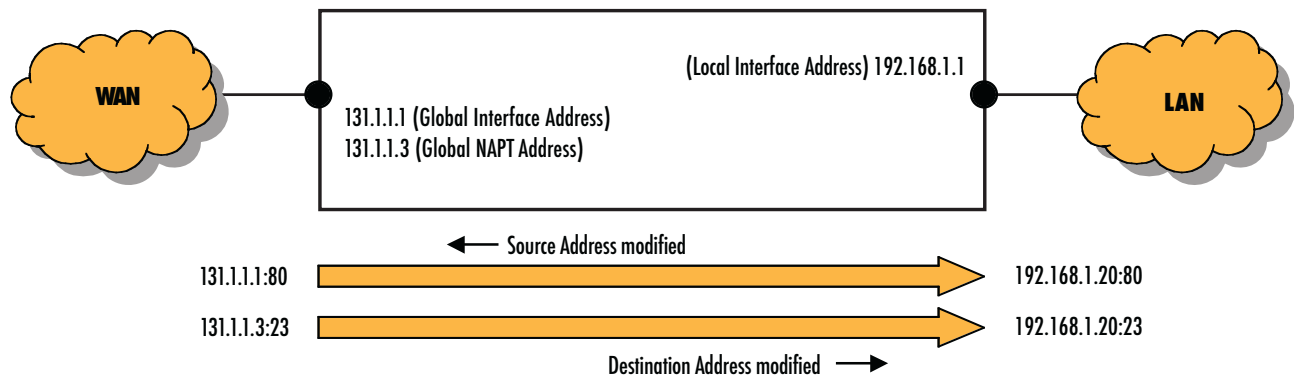 WAN
(Local Interface Address) 192.168.1.1
LAN
131.1.1.1 (Global Interface Address)
131.1.1.3 (Global NAPT Address)
Source Address modified
131.1.1.1:80
192.168.1.20:80
131.1.1.3:23
192.168.1.20:23
Destination Address modified